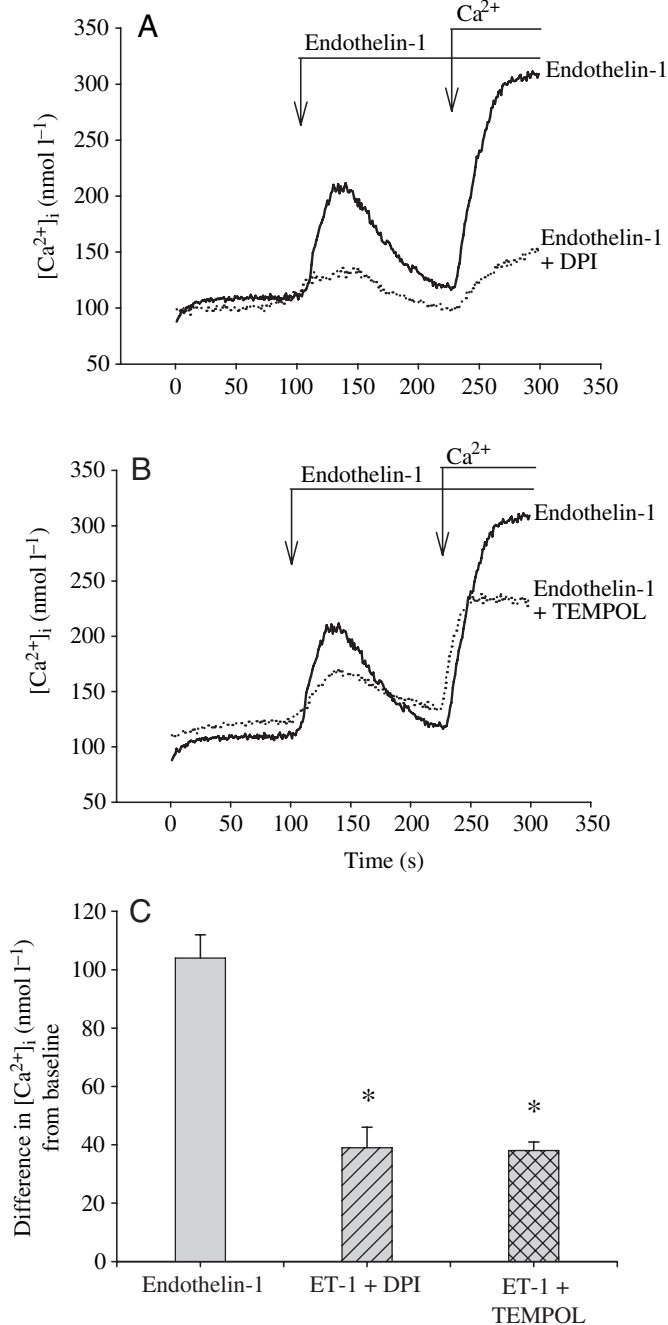 A
Ca²⁺
Endothelin-1
Endothelin-1
Endothelin-1
+ DPI
[Ca²⁺]ᵢ (nmol l⁻¹)
350
300
250
200
150
100
50
0 50 100 150 200 250 300 350
B
Ca²⁺
Endothelin-1
Endothelin-1
Endothelin-1
+ TEMPOL
[Ca²⁺]ᵢ (nmol l⁻¹)
350
300
250
200
150
100
50
0 50 100 150 200 250 300 350
Time (s)
C
Difference in [Ca²⁺]ᵢ (nmol l⁻¹)
from baseline
120
100
80
60
40
20
0
*
*
Endothelin-1
ET-1 + DPI
ET-1 +
TEMPOL